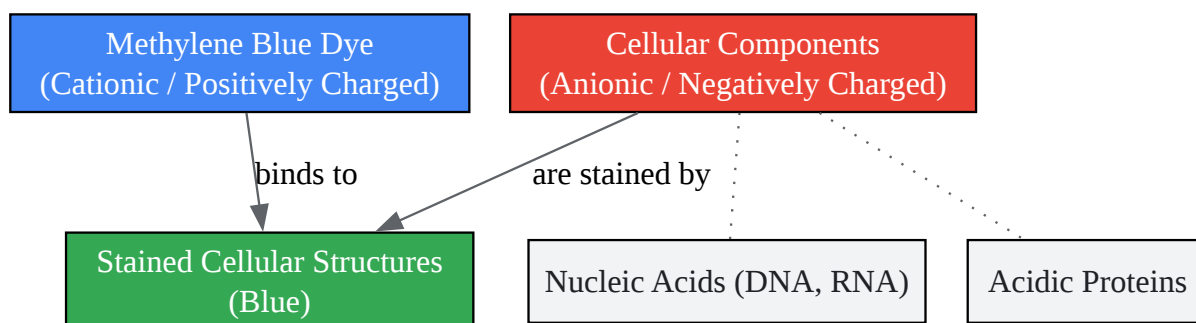 Methylene Blue Dye
(Cationic / Positively Charged)
Cellular Components
(Anionic / Negatively Charged)
binds to
are stained by
Stained Cellular Structures
(Blue)
Nucleic Acids (DNA, RNA)
Acidic Proteins